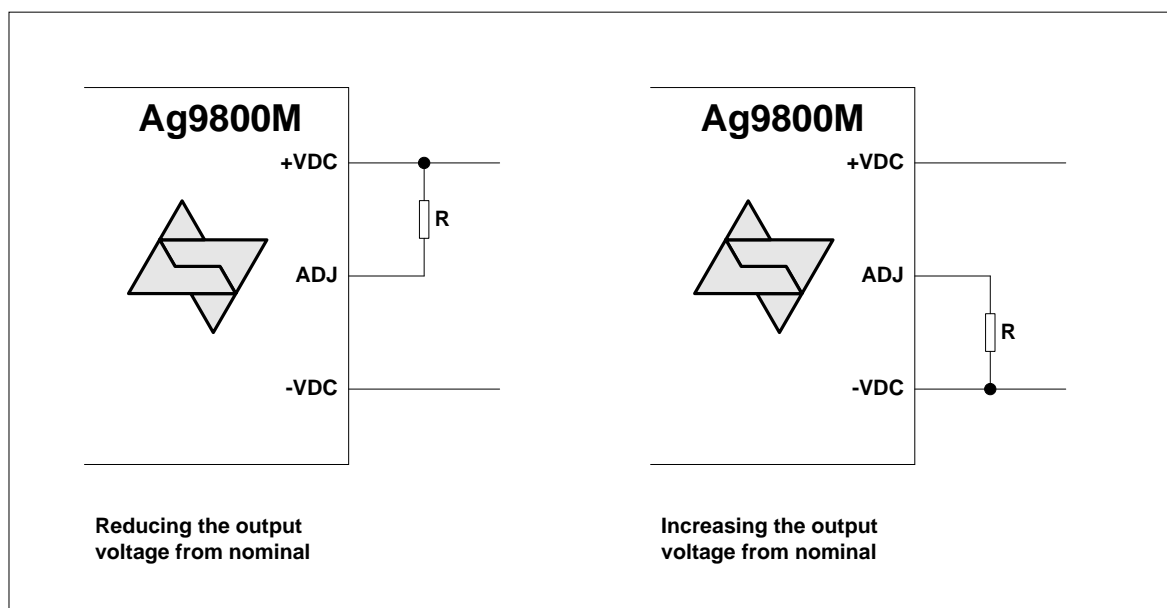 Ag9800M
+VDC
R
ADJ
-VDC
Reducing the output
voltage from nominal
Ag9800M
+VDC
ADJ
R
-VDC
Increasing the output
voltage from nominal